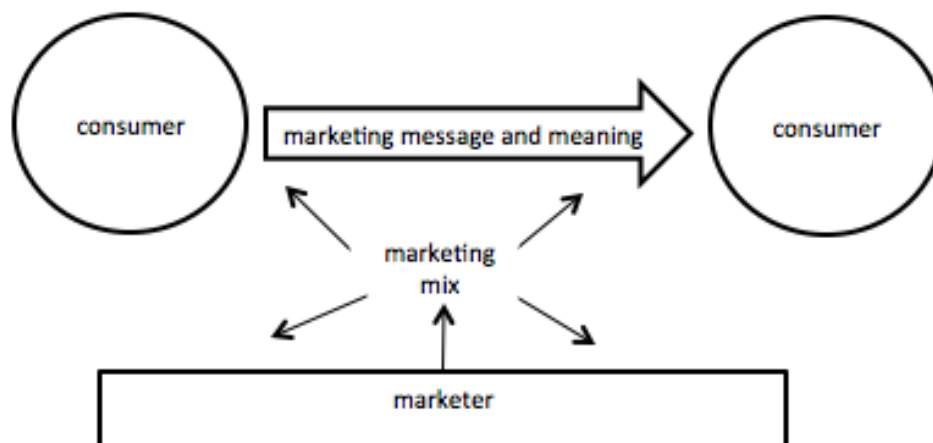 consumer
marketing message and meaning
consumer
marketing
mix
marketer